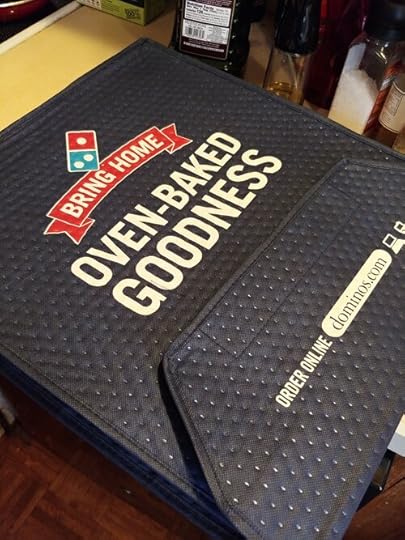 BRING HOME
OVEN-BAKED
GOODNESS
ORDER ONLINE dominos.com